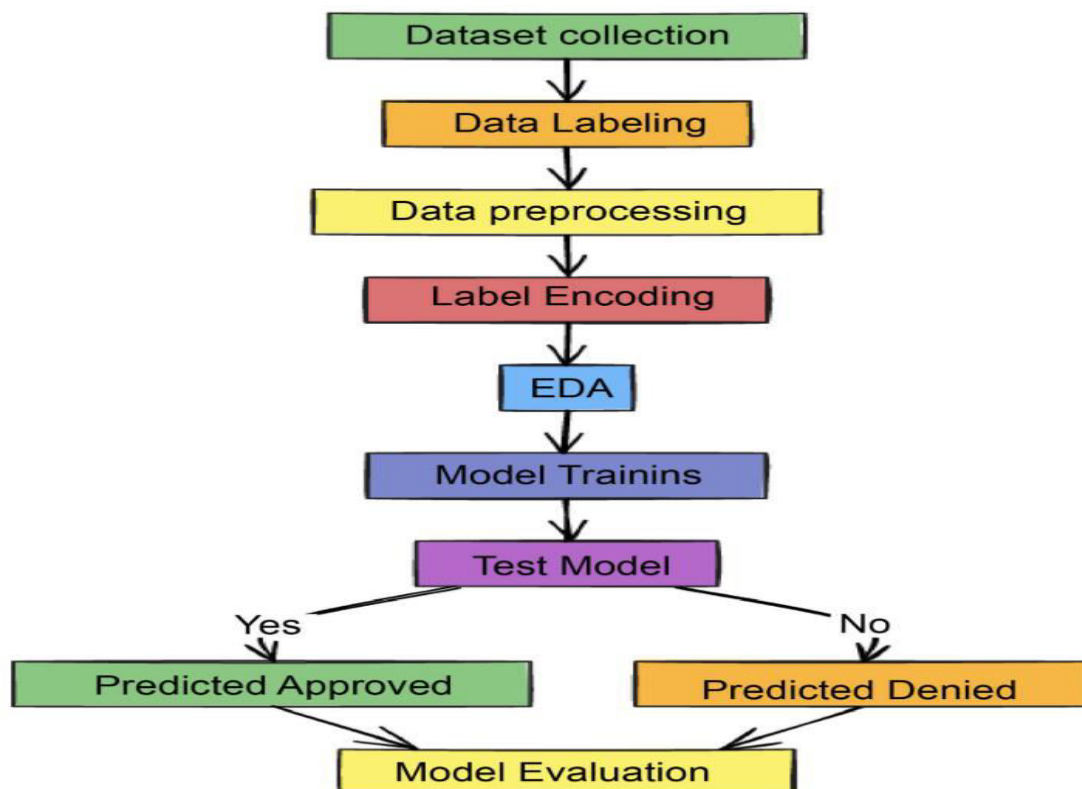 Dataset collection
Data Labeling
Data preprocessing
Label Encoding
EDA
Model Trainins
Test Model
Yes
No
Predicted Approved
Predicted Denied
Model Evaluation